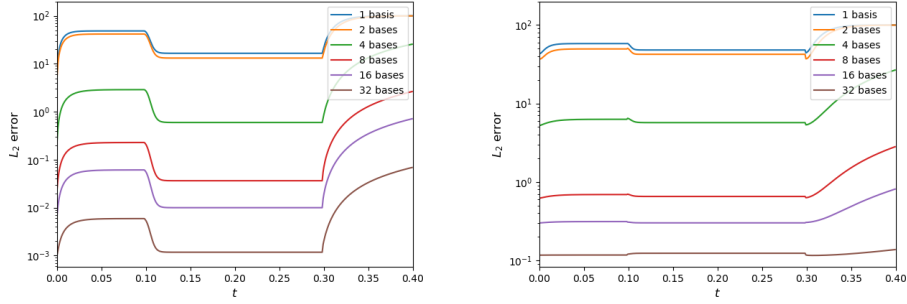 10²
10¹
10⁰
10⁻¹
10⁻²
10⁻³
L₂ error
0.00 0.05 0.10 0.15 0.20 0.25 0.30 0.35 0.40
t
1 basis
2 bases
4 bases
8 bases
16 bases
32 bases
10²
10¹
10⁰
10⁻¹
L₂ error
0.00 0.05 0.10 0.15 0.20 0.25 0.30 0.35 0.40
t
1 basis
2 bases
4 bases
8 bases
16 bases
32 bases